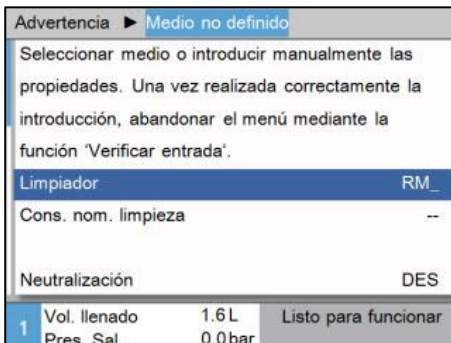 Advertencia ► Medio no definido
Seleccionar medio o introducir manualmente las
propiedades. Una vez realizada correctamente la
introducción, abandonar el menú mediante la
función ‘Verificar entrada‘.
Limpiador RM_
Cons. nom. limpieza --
Neutralización DES
1 Vol. llenado 1.6 L Listo para funcionar
Pres. Sal 0.0 bar